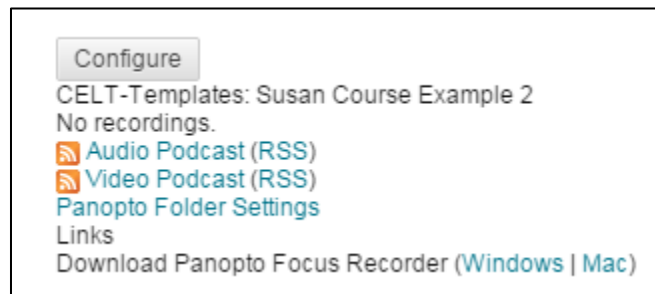 Configure
CELT-Templates: Susan Course Example 2
No recordings.
Audio Podcast (RSS)
Video Podcast (RSS)
Panopto Folder Settings
Links
Download Panopto Focus Recorder (Windows | Mac)